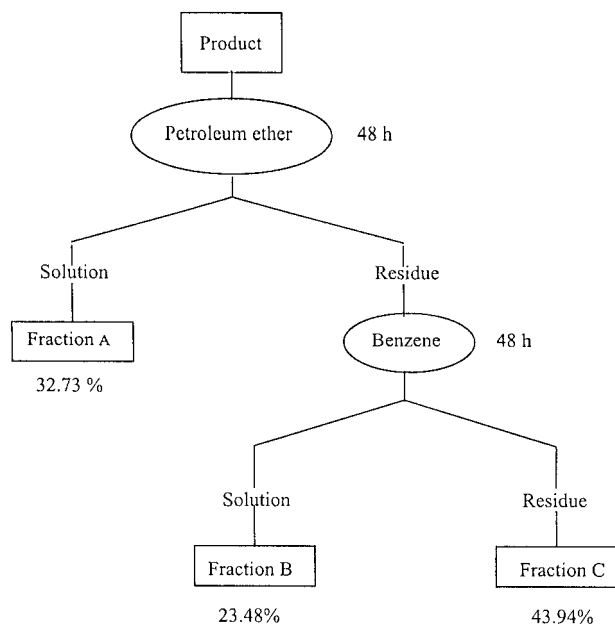 Product
Petroleum ether
48 h
Solution
Residue
Fraction A
Benzene
48 h
32.73 %
Solution
Residue
Fraction B
Fraction C
23.48%
43.94%